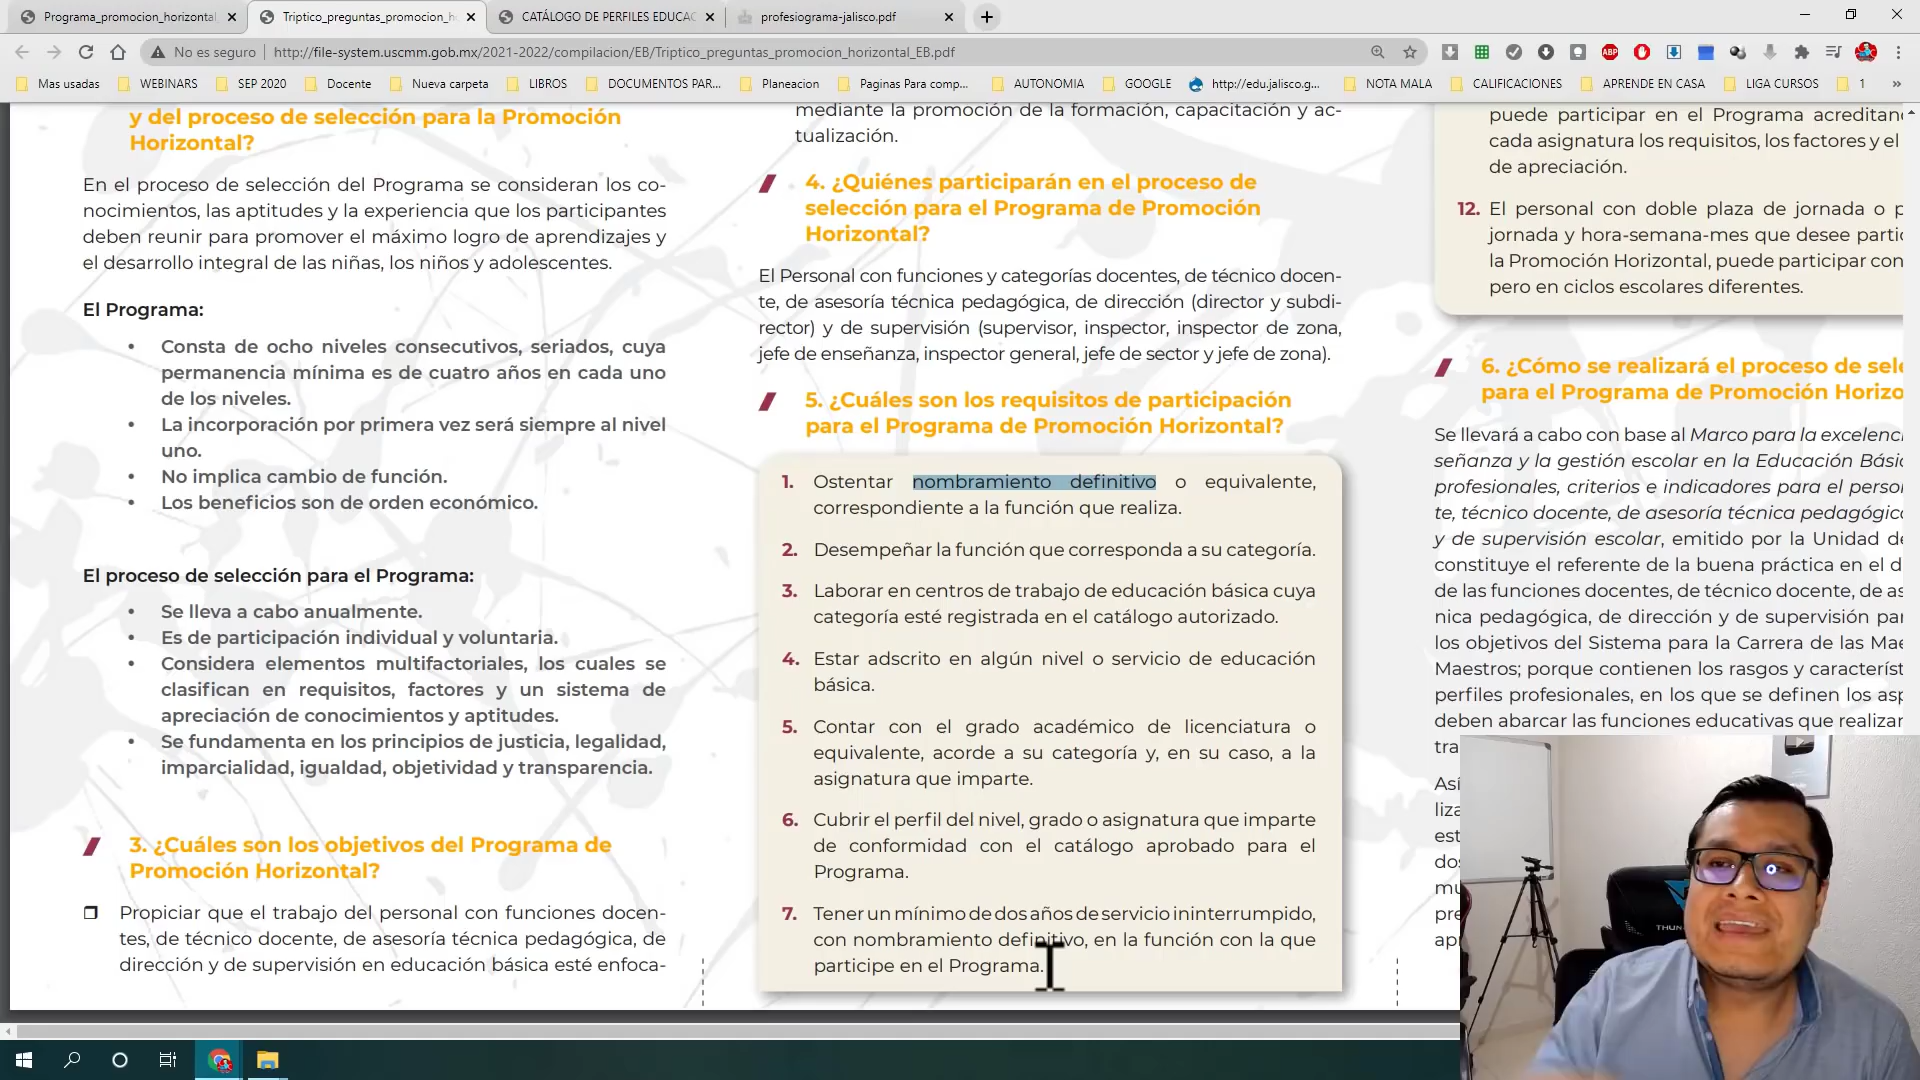 Programa_promocion_horizontal_
Triptico_preguntas_promocion_h
CATÁLOGO DE PERFILES EDUCAC
profesiograma-jalisco.pdf
No es seguro
http://file-system.uscmm.gob.mx/2021-2022/compilacion/EB/Triptico_preguntas_promocion_horizontal_EB.pdf
Mas usadas
WEBINARS
SEP 2020
Docente
Nueva carpeta
LIBROS
DOCUMENTOS PAR...
Planeacion
Paginas Para comp...
AUTONOMIA
GOOGLE
http://edu.jalisco.g...
NOTA MALA
CALIFICACIONES
APRENDE EN CASA
LIGA CURSOS
1
»
y del proceso de selección para la Promoción
Horizontal?
En el proceso de selección del Programa se consideran los co-
nocimientos, las aptitudes y la experiencia que los participantes
deben reunir para promover el máximo logro de aprendizajes y
el desarrollo integral de las niñas, los niños y adolescentes.
El Programa:
• Consta de ocho niveles consecutivos, seriados, cuya
permanencia mínima es de cuatro años en cada uno
de los niveles.
• La incorporación por primera vez será siempre al nivel
uno.
• No implica cambio de función.
• Los beneficios son de orden económico.
El proceso de selección para el Programa:
• Se lleva a cabo anualmente.
• Es de participación individual y voluntaria.
• Considera elementos multifactoriales, los cuales se
clasifican en requisitos, factores y un sistema de
apreciación de conocimientos y aptitudes.
• Se fundamenta en los principios de justicia, legalidad,
imparcialidad, igualdad, objetividad y transparencia.
3. ¿Cuáles son los objetivos del Programa de
Promoción Horizontal?
Propiciar que el trabajo del personal con funciones docen-
tes, de técnico docente, de asesoría técnica pedagógica, de
dirección y de supervisión en educación básica esté enfoca-
mediante la promoción de la formación, capacitación y ac-
tualización.
4. ¿Quiénes participarán en el proceso de
selección para el Programa de Promoción
Horizontal?
El Personal con funciones y categorías docentes, de técnico docen-
te, de asesoría técnica pedagógica, de dirección (director y subdi-
rector) y de supervisión (supervisor, inspector, inspector de zona,
jefe de enseñanza, inspector general, jefe de sector y jefe de zona).
5. ¿Cuáles son los requisitos de participación
para el Programa de Promoción Horizontal?
1. Ostentar nombramiento definitivo o equivalente,
correspondiente a la función que realiza.
2. Desempeñar la función que corresponda a su categoría.
3. Laborar en centros de trabajo de educación básica cuya
categoría esté registrada en el catálogo autorizado.
4. Estar adscrito en algún nivel o servicio de educación
básica.
5. Contar con el grado académico de licenciatura o
equivalente, acorde a su categoría y, en su caso, a la
asignatura que imparte.
6. Cubrir el perfil del nivel, grado o asignatura que imparte
de conformidad con el catálogo aprobado para el
Programa.
7. Tener un mínimo de dos años de servicio ininterrumpido,
con nombramiento definitivo, en la función con la que
participe en el Programa.
puede participar en el Programa acreditan
cada asignatura los requisitos, los factores y el
de apreciación.
12. El personal con doble plaza de jornada o p
jornada y hora-semana-mes que desee partic
la Promoción Horizontal, puede participar con
pero en ciclos escolares diferentes.
6. ¿Cómo se realizará el proceso de sele
para el Programa de Promoción Horizo
Se llevará a cabo con base al Marco para la excelenci
señanza y la gestión escolar en la Educación Bási
profesionales, criterios e indicadores para el perso
te, técnico docente, de asesoría técnica pedagógic
y de supervisión escolar, emitido por la Unidad de
constituye el referente de la buena práctica en el d
de las funciones docentes, de técnico docente, de as
nica pedagógica, de dirección y de supervisión par
los objetivos del Sistema para la Carrera de las Mae
Maestros; porque contienen los rasgos y característ
perfiles profesionales, en los que se definen los asp
deben abarcar las funciones educativas que realizar
tra
Así
liza
est
dos
mu
pre
ap